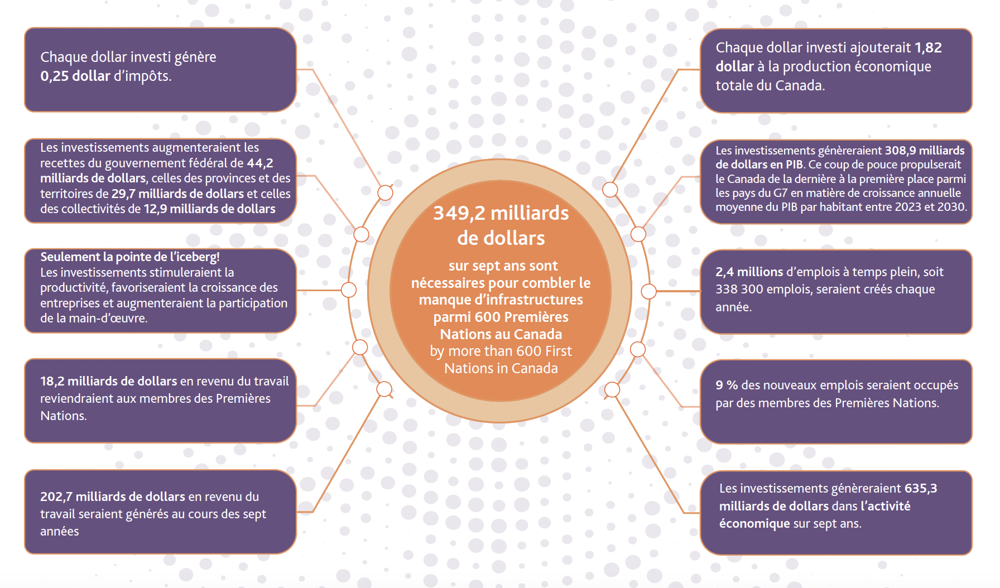 Chaque dollar investi génère
0,25 dollar d'impôts.
Les investissements augmenteraient les
recettes du gouvernement fédéral de 44,2
milliards de dollars, celles des provinces et des
territoires de 29,7 milliards de dollars et celles
des collectivités de 12,9 milliards de dollars
Seulement la pointe de l'iceberg!
Les investissements stimuleraient la
productivité, favoriseraient la croissance des
entreprises et augmenteraient la participation
de la main-d'œuvre.
18,2 milliards de dollars en revenu du travail
reviendraient aux membres des Premières
Nations.
202,7 milliards de dollars en revenu du
travail seraient générés au cours des sept
années
349,2 milliards
de dollars
sur sept ans sont
nécessaires pour combler le
manque d'infrastructures
parmi 600 Premières
Nations au Canada
by more than 600 First
Nations in Canada
Chaque dollar investi ajouterait 1,82
dollar à la production économique
totale du Canada.
Les investissements génèreraient 308,9 milliards
de dollars en PIB. Ce coup de pouce propulserait
le Canada de la dernière à la première place parmi
les pays du G7 en matière de croissance annuelle
moyenne du PIB par habitant entre 2023 et 2030.
2,4 millions d'emplois à temps plein, soit
338 300 emplois, seraient créés chaque
année.
9 % des nouveaux emplois seraient occupés
par des membres des Premières Nations.
Les investissements génèreraient 635,3
milliards de dollars dans l'activité
économique sur sept ans.